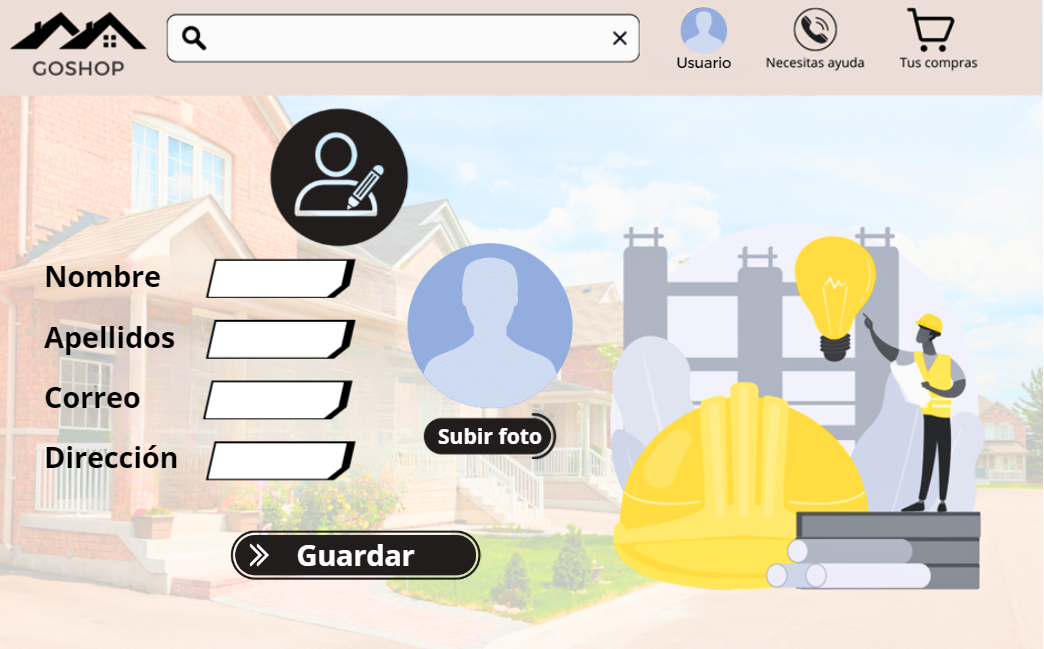 GOSHOP
Usuario
Necesitas ayuda
Tus compras
Nombre
Apellidos
Correo
Dirección
Subir foto
Guardar